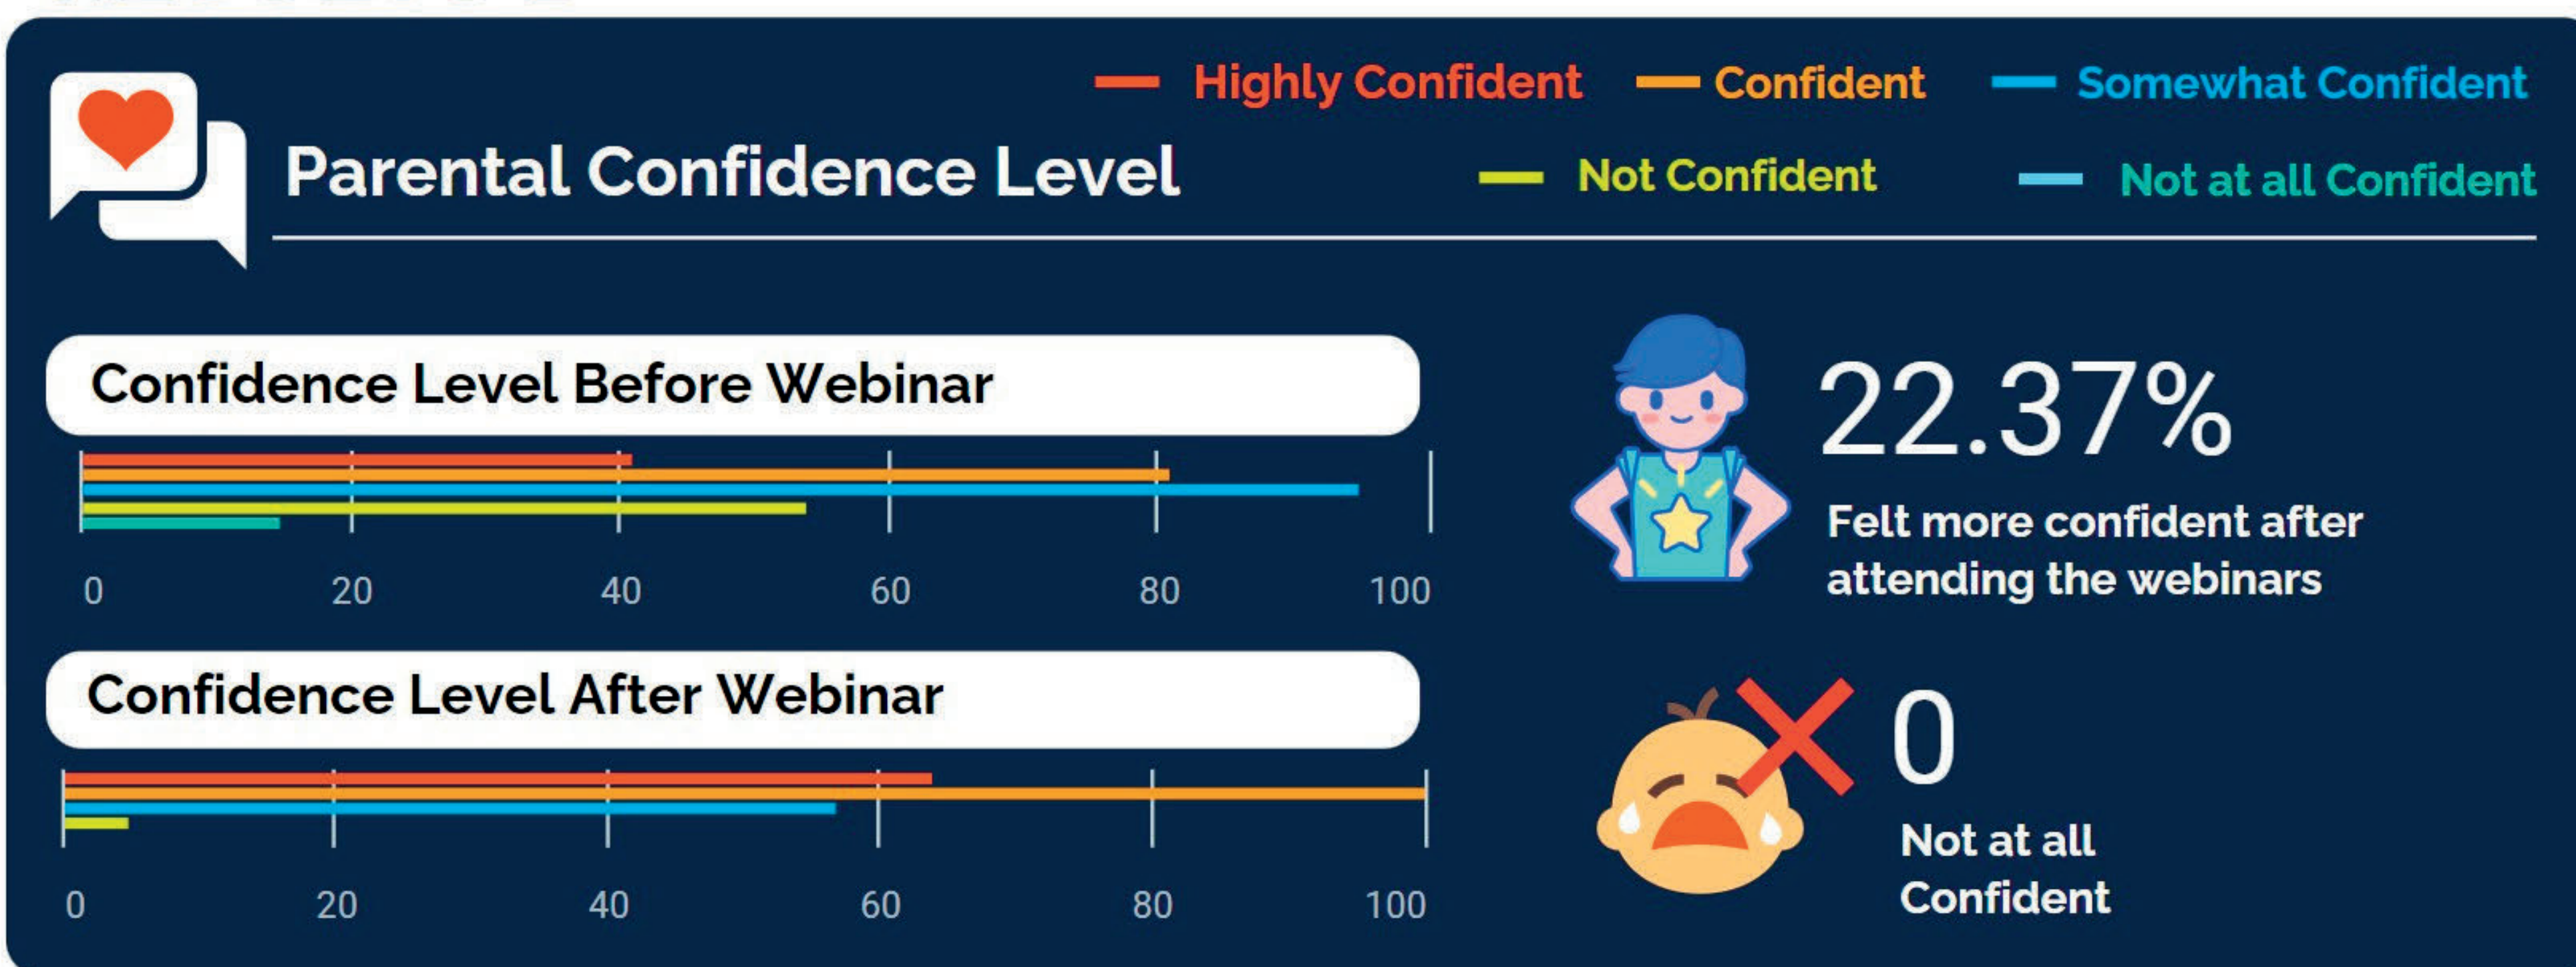 Highly Confident
Confident
Somewhat Confident
Parental Confidence Level
Not Confident
Not at all Confident
Confidence Level Before Webinar
0 20 40 60 80 100
22.37%
Felt more confident after
attending the webinars
Confidence Level After Webinar
0 20 40 60 80 100
0
Not at all
Confident